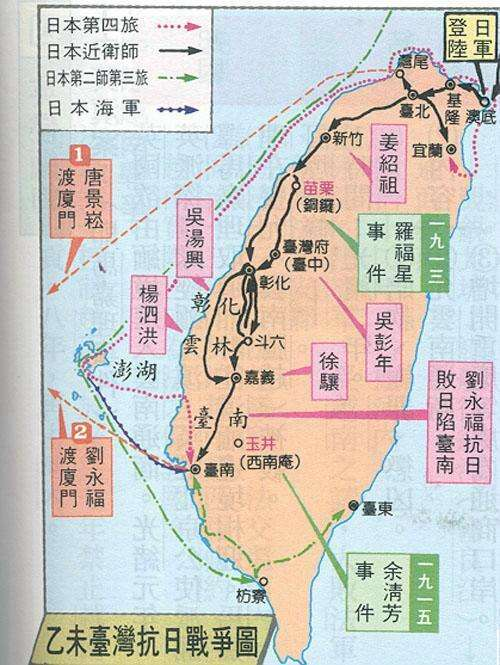 日本第四旅
日本近衛師
日本第二師第三旅
日本海軍
日軍
登陸
滬尾
臺北
基隆
澳底
宜蘭
新竹
姜紹祖
1
唐景崧
渡廈門
苗栗
(銅鑼)
羅福星
事件
一九一三
吳湯興
臺灣府
(臺中)
彰化
彰化
楊泗洪
雲林
斗六
吳彭年
徐驤
澎湖
嘉義
劉永福抗日
敗日陷臺南
臺南
2
劉永福
渡廈門
玉井
(西南庵)
臺南
臺東
余清芳
事件
一九一五
枋寮
乙未臺灣抗日戰爭圖